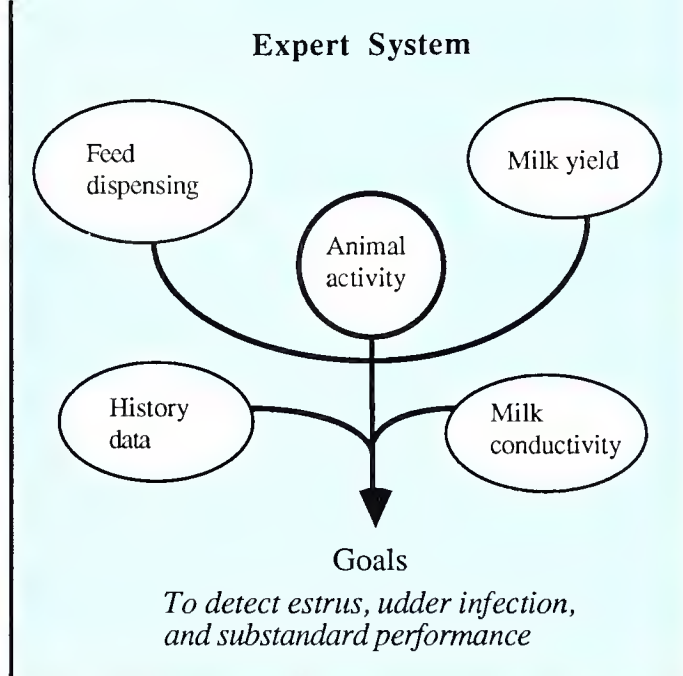 Expert System
Feed
dispensing
Milk yield
Animal
activity
History
data
Milk
conductivity
Goals
To detect estrus, udder infection,
and substandard performance